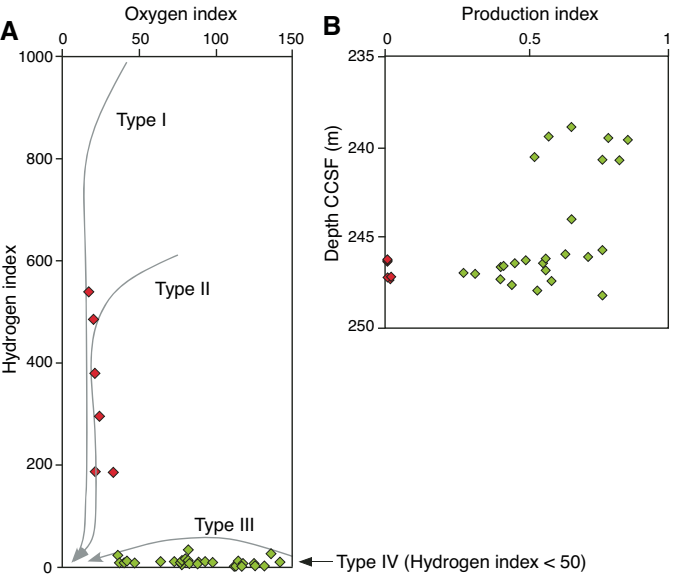 A
Oxygen index
0 50 100 150
1000
800
600
400
200
0
Hydrogen index
Type I
Type II
Type III
Type IV (Hydrogen index < 50)
B
Production index
0 0.5 1
235
240
245
250
Depth CCSF (m)